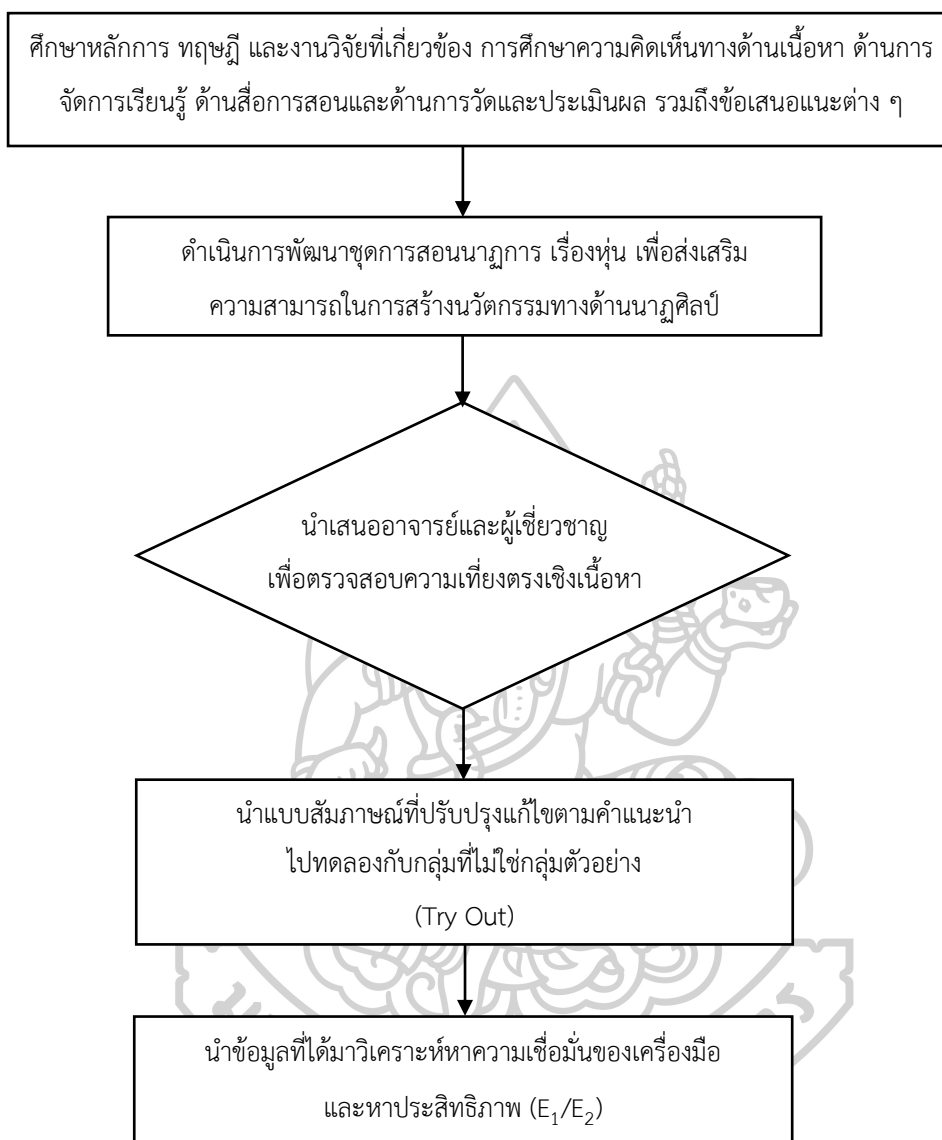 ศึกษาหลักการ ทฤษฎี และงานวิจัยที่เกี่ยวข้อง การศึกษาความคิดเห็นทางด้านเนื้อหา ด้านการ
จัดการเรียนรู้ ด้านสื่อการสอนและด้านการวัดและประเมินผล รวมถึงข้อเสนอแนะต่าง ๆ
ดำเนินการพัฒนาชุดการสอนนาฏการ เรื่องหุ่น เพื่อส่งเสริม
ความสามารถในการสร้างนวัตกรรมทางด้านนาฏศิลป์
นำเสนออาจารย์และผู้เชี่ยวชาญ
เพื่อตรวจสอบความเที่ยงตรงเชิงเนื้อหา
นำแบบสัมภาษณ์ที่ปรับปรุงแก้ไขตามคำแนะนำ
ไปทดลองกับกลุ่มที่ไม่ใช่กลุ่มตัวอย่าง
(Try Out)
นำข้อมูลที่ได้มาวิเคราะห์หาความเชื่อมั่นของเครื่องมือ
และหาประสิทธิภาพ (E₁/E₂)